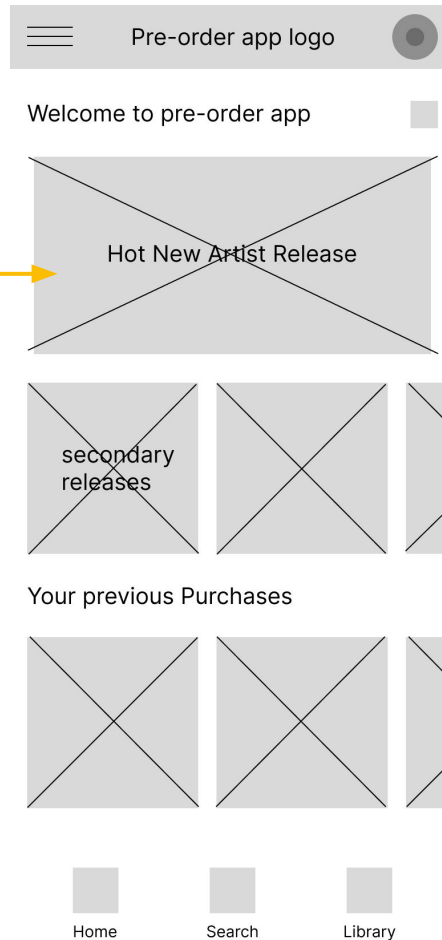 Pre-order app logo
Welcome to pre-order app
Hot New Artist Release
secondary
releases
Your previous Purchases
Home
Search
Library